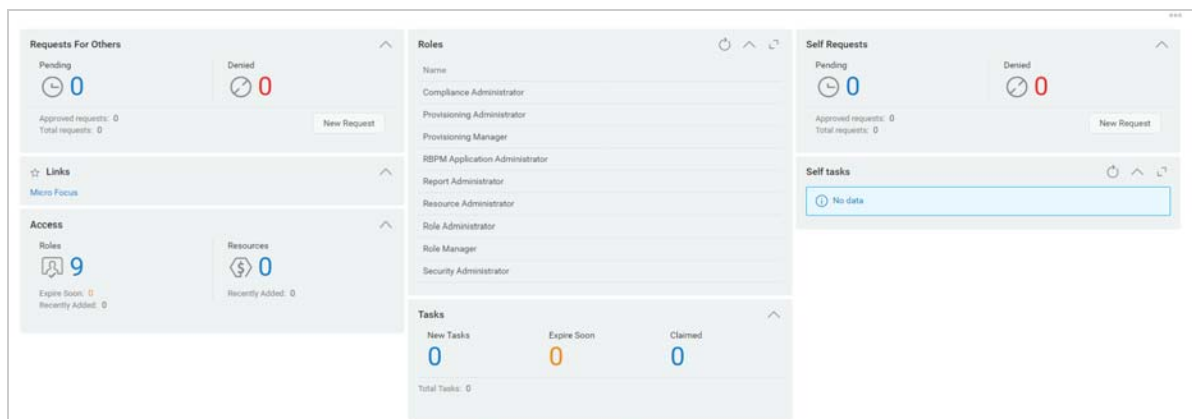 Requests For Others
Pending
Denied
0
0
Approved requests: 0
Total requests: 0
New Request
Links
Micro Focus
Access
Roles
Resources
9
0
Expire Soon: 0
Recently Added: 0
Recently Added: 0
Roles
Name
Compliance Administrator
Provisioning Administrator
Provisioning Manager
RBPM Application Administrator
Report Administrator
Resource Administrator
Role Administrator
Role Manager
Security Administrator
Tasks
New Tasks
Expire Soon
Claimed
0
0
0
Total Tasks: 0
Self Requests
Pending
Denied
0
0
Approved requests: 0
Total requests: 0
New Request
Self tasks
No data